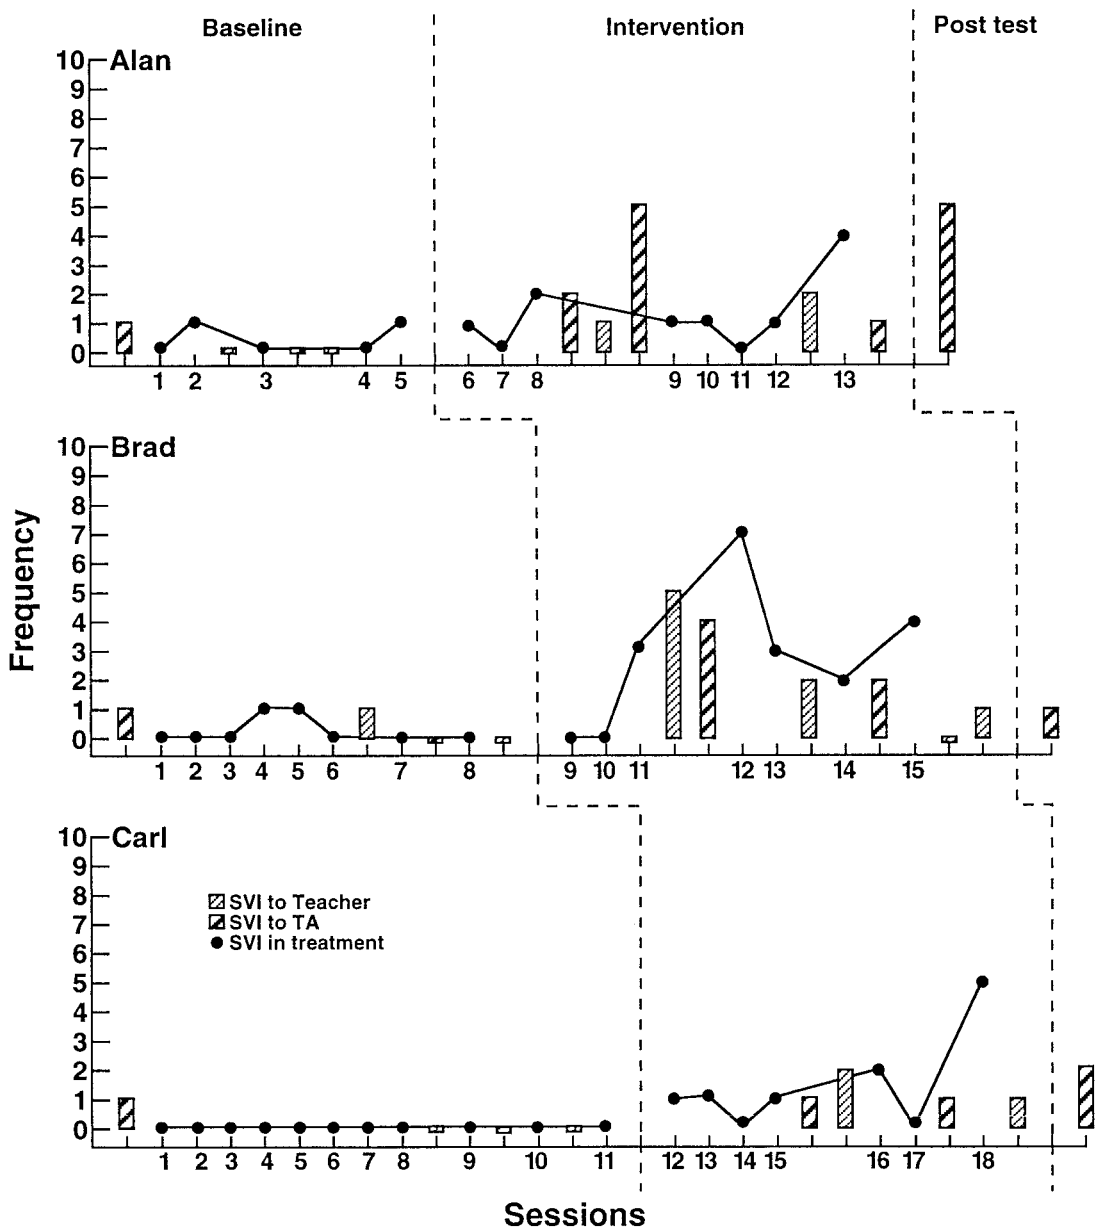 Baseline Intervention Post test
Alan
10
9
8
7
6
5
4
3
2
1
0
1 2 3 4 5 6 7 8 9 10 11 12 13
Brad
10
9
8
7
6
5
4
3
2
1
0
1 2 3 4 5 6 7 8 9 10 11 12 13 14 15
Frequency
Carl
10
9
8
7
6
5
4
3
2
1
0
SVI to Teacher
SVI to TA
SVI in treatment
1 2 3 4 5 6 7 8 9 10 11 12 13 14 15 16 17 18
Sessions